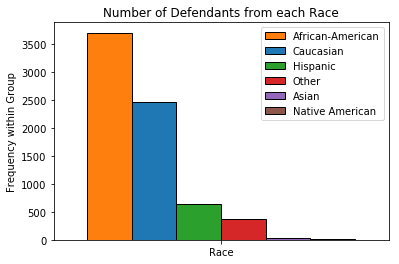 Number of Defendants from each Race
Frequency within Group
3500
3000
2500
2000
1500
1000
500
0
African-American
Caucasian
Hispanic
Other
Asian
Native American
Race